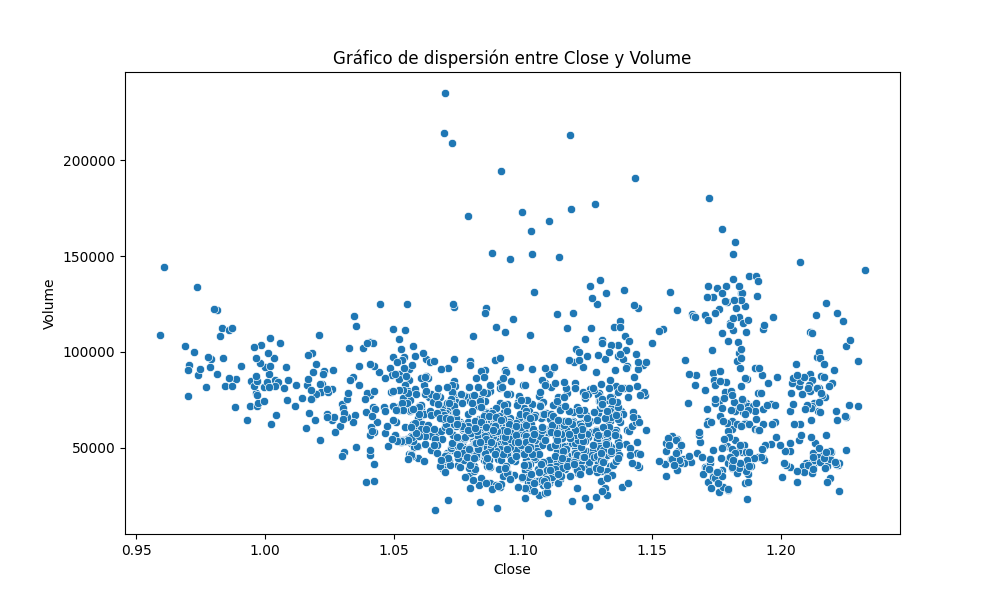 Gráfico de dispersión entre Close y Volume
Volume
200000
150000
100000
50000
0.95 1.00 1.05 1.10 1.15 1.20
Close